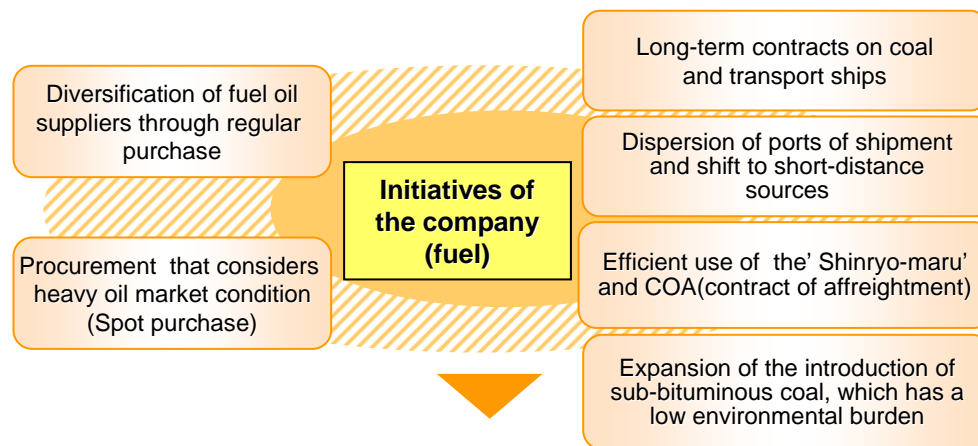 Diversification of fuel oil
suppliers through regular
purchase
Procurement  that considers
heavy oil market condition
(Spot purchase)
Initiatives of
the company
(fuel)
Long-term contracts on coal
and transport ships
Dispersion of ports of shipment
and shift to short-distance
sources
Efficient use of  the’ Shinryo-maru’
and COA(contract of affreightment)
Expansion of the introduction of
sub-bituminous coal, which has a
low environmental burden